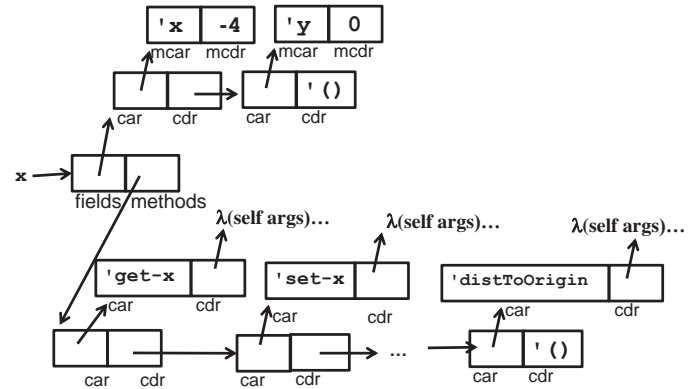 'x -4 'y 0
mcar mcdr mcar mcdr
'()
car cdr car cdr
x
fields methods
λ(self args)… λ(self args)… λ(self args)…
'get-x 'set-x 'distToOrigin
car cdr car cdr car cdr
... '()
car cdr car cdr car cdr